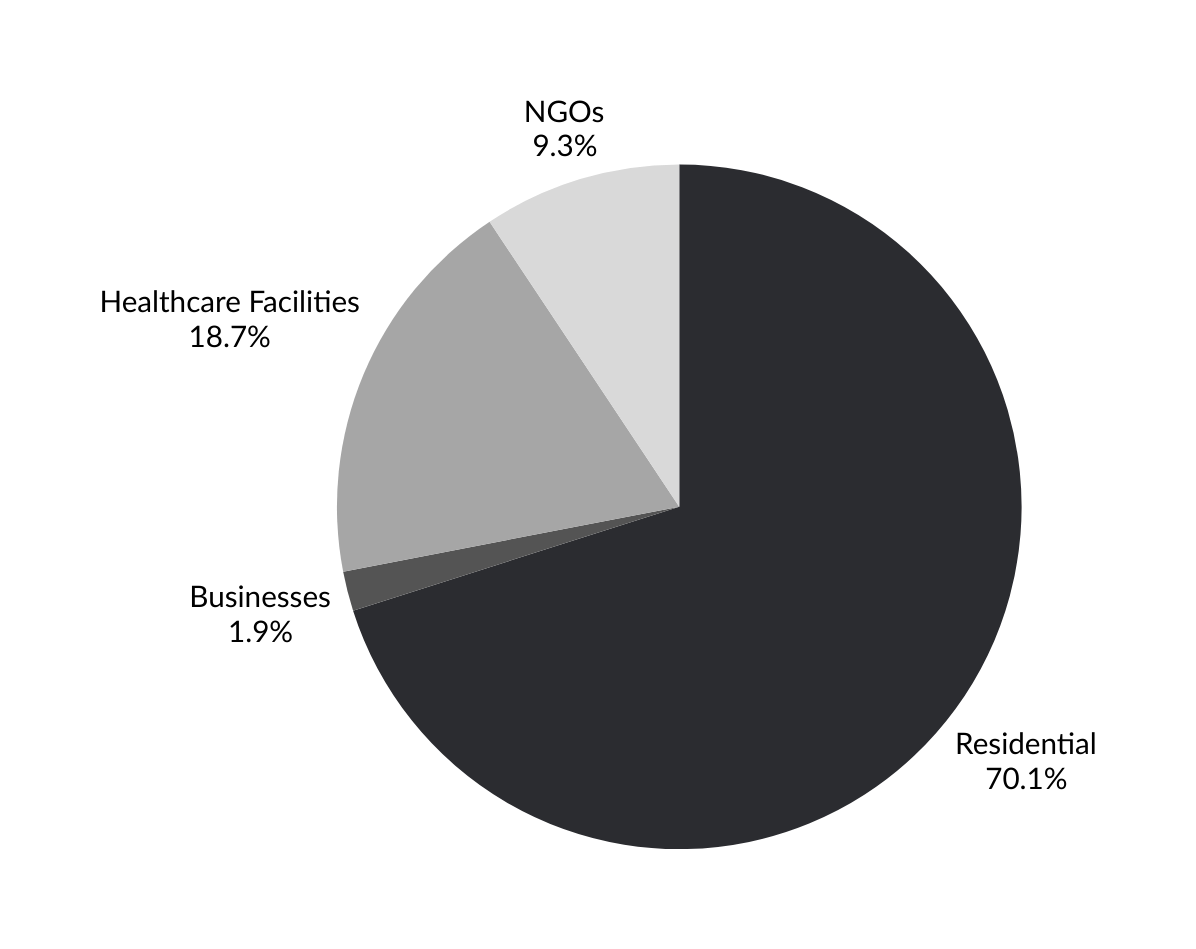 NGOs
9.3%
Healthcare Facilities
18.7%
Businesses
1.9%
Residential
70.1%